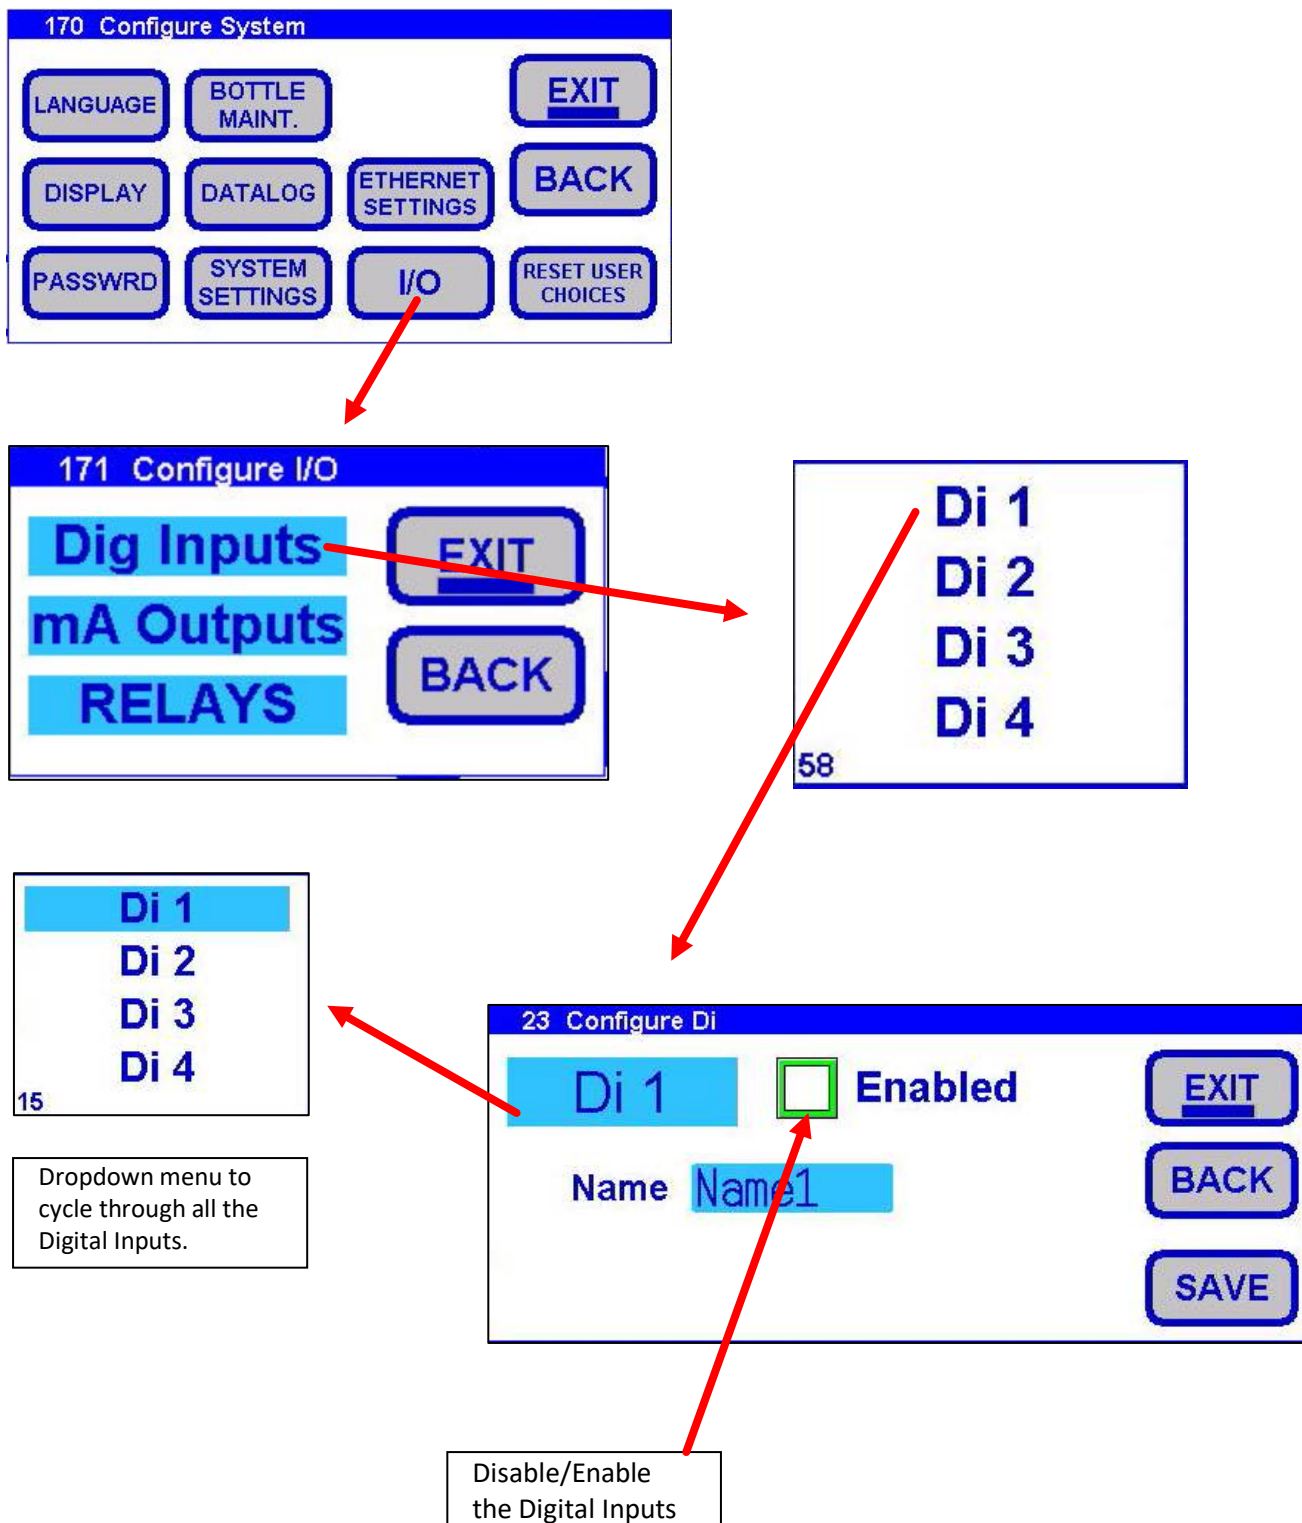 170 Configure System
LANGUAGE
BOTTLE
MAINT.
EXIT
DISPLAY
DATALOG
ETHERNET
SETTINGS
BACK
PASSWRD
SYSTEM
SETTINGS
I/O
RESET USER
CHOICES
171 Configure I/O
Dig Inputs
mA Outputs
RELAYS
EXIT
BACK
Di 1
Di 2
Di 3
Di 4
58
Di 1
Di 2
Di 3
Di 4
15
Dropdown menu to
cycle through all the
Digital Inputs.
23 Configure Di
Di 1
Enabled
EXIT
Name Name1
BACK
SAVE
Disable/Enable
the Digital Inputs